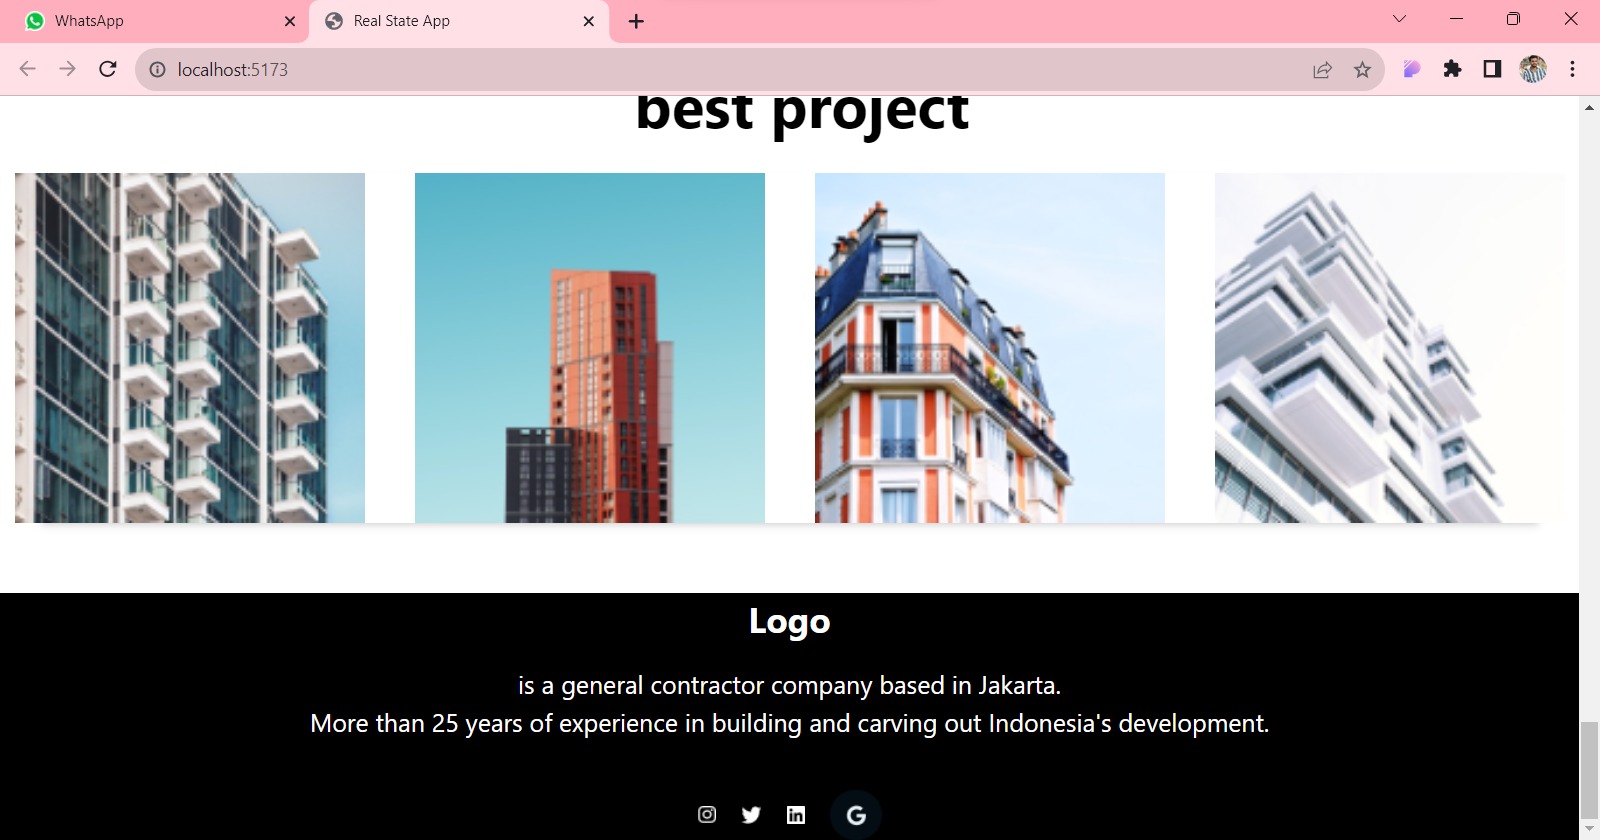 WhatsApp
Real State App
localhost:5173
best project
Logo
is a general contractor company based in Jakarta.
More than 25 years of experience in building and carving out Indonesia's development.